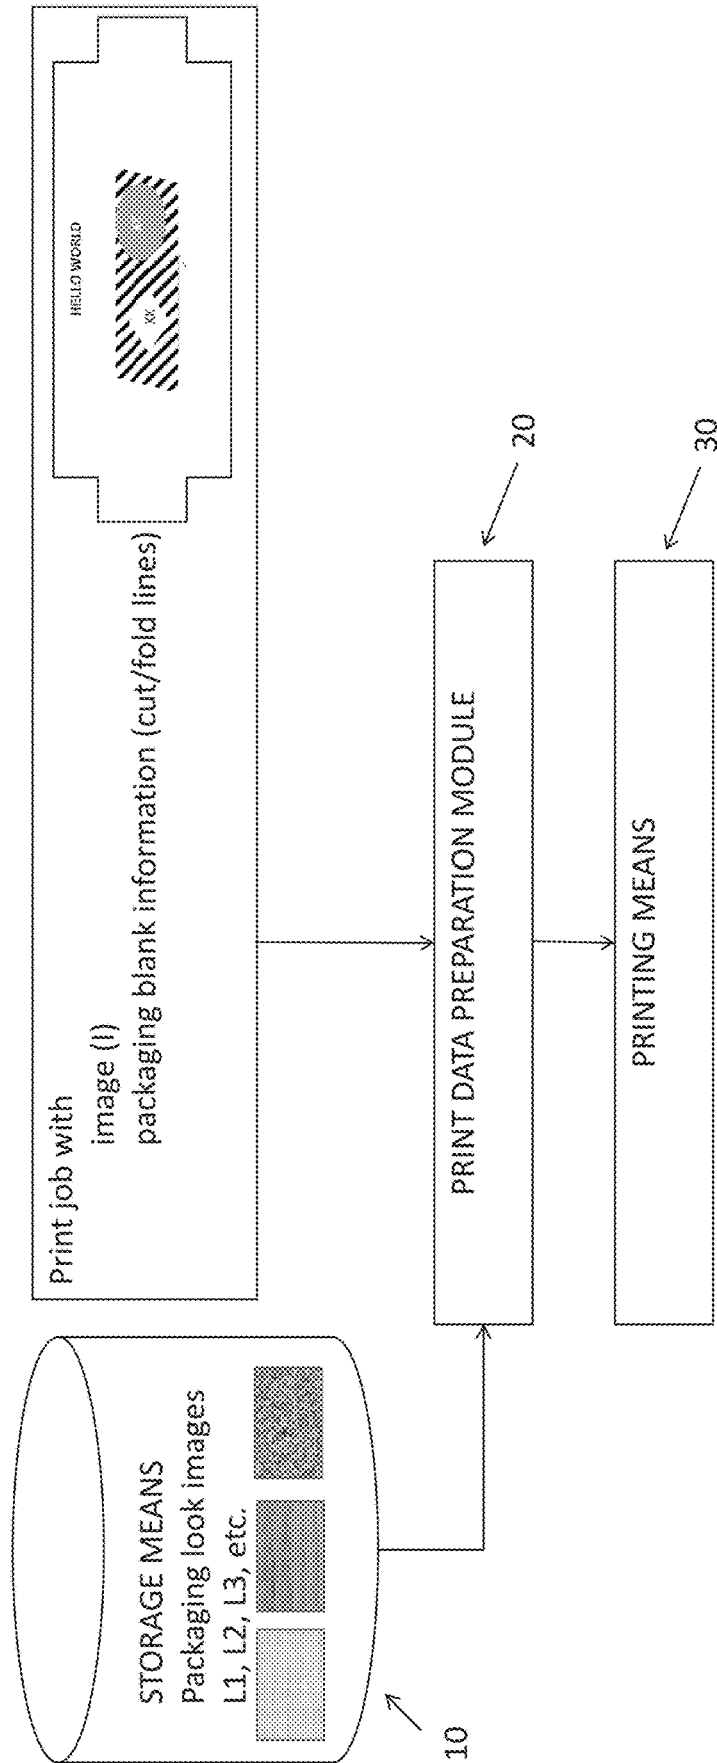 Print job with
image (I)
packaging blank information (cut/fold lines)
HELLO WORLD
XX
STORAGE MEANS
Packaging look images
L1, L2, L3, etc.
10
PRINT DATA PREPARATION MODULE
20
PRINTING MEANS
30